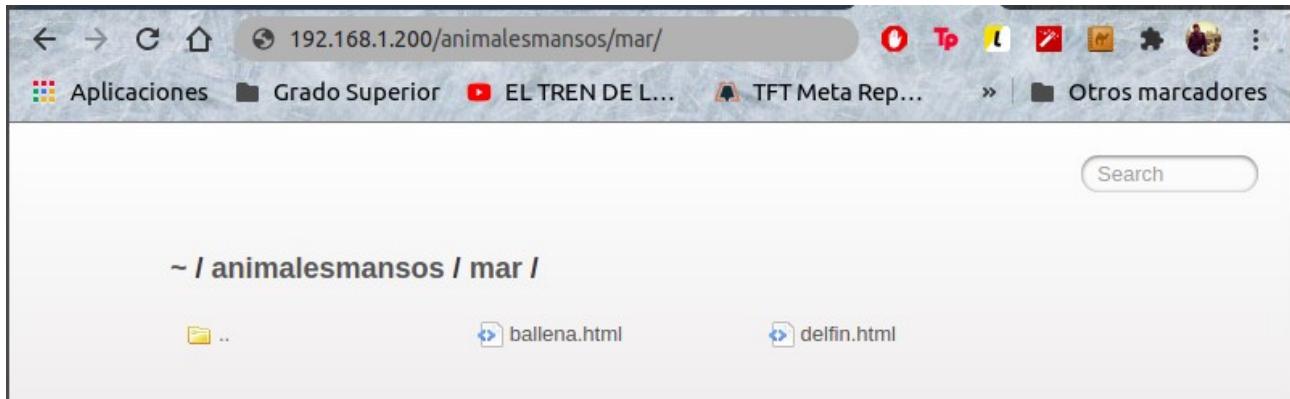 192.168.1.200/animalesmansos/mar/
Tp
Aplicaciones Grado Superior EL TREN DE L... TFT Meta Rep... » Otros marcadores
Search
~ / animalesmansos / mar /
.. ballena.html delfin.html